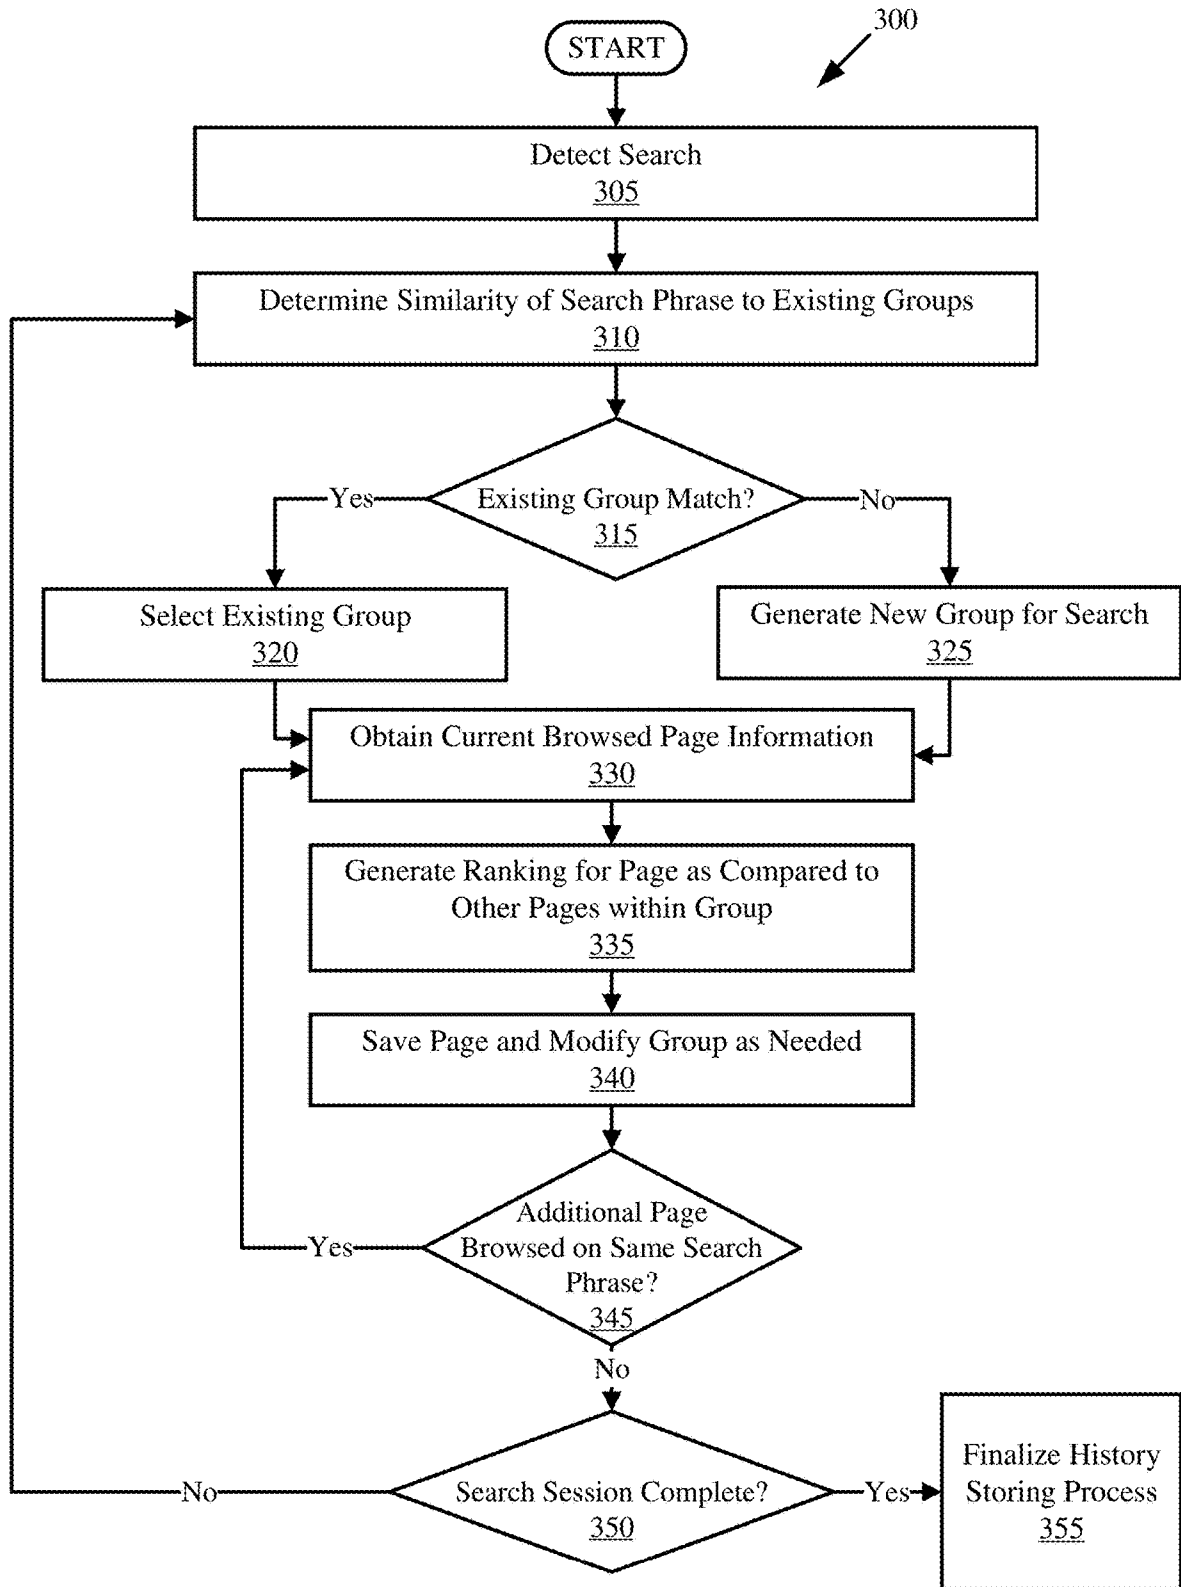 300
START
Detect Search
305
Determine Similarity of Search Phrase to Existing Groups
310
Yes
Existing Group Match?
315
No
Select Existing Group
320
Generate New Group for Search
325
Obtain Current Browsed Page Information
330
Generate Ranking for Page as Compared to
Other Pages within Group
335
Save Page and Modify Group as Needed
340
Additional Page
Browsed on Same Search
Phrase?
345
Yes
No
No
Search Session Complete?
350
Yes
Finalize History
Storing Process
355